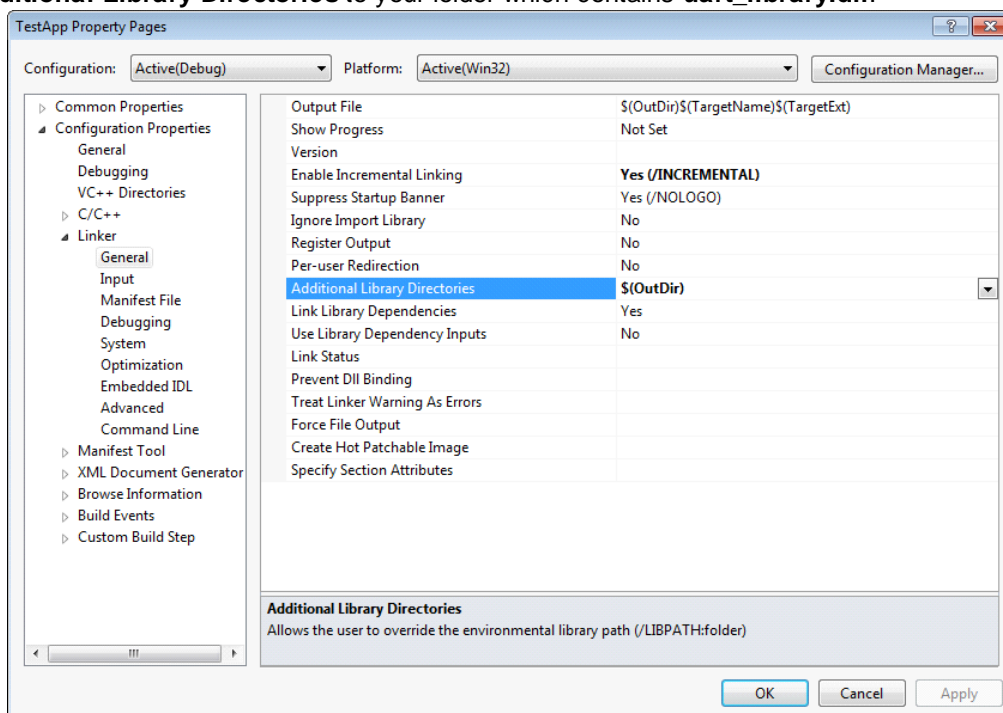 to your folder which contains
TestApp Property Pages
Configuration: Active(Debug) Platform: Active(Win32) Configuration Manager...
Common Properties
Configuration Properties
General
Debugging
VC++ Directories
C/C++
Linker
General
Input
Manifest File
Debugging
System
Optimization
Embedded IDL
Advanced
Command Line
Manifest Tool
XML Document Generator
Browse Information
Build Events
Custom Build Step
Output File $(OutDir)$(TargetName)$(TargetExt)
Show Progress Not Set
Version
Enable Incremental Linking Yes (/INCREMENTAL)
Suppress Startup Banner Yes (/NOLOGO)
Ignore Import Library No
Register Output No
Per-user Redirection No
Additional Library Directories $(OutDir)
Link Library Dependencies Yes
Use Library Dependency Inputs No
Link Status
Prevent Dll Binding
Treat Linker Warning As Errors
Force File Output
Create Hot Patchable Image
Specify Section Attributes
Additional Library Directories
Allows the user to override the environmental library path (/LIBPATH:folder)
OK Cancel Apply